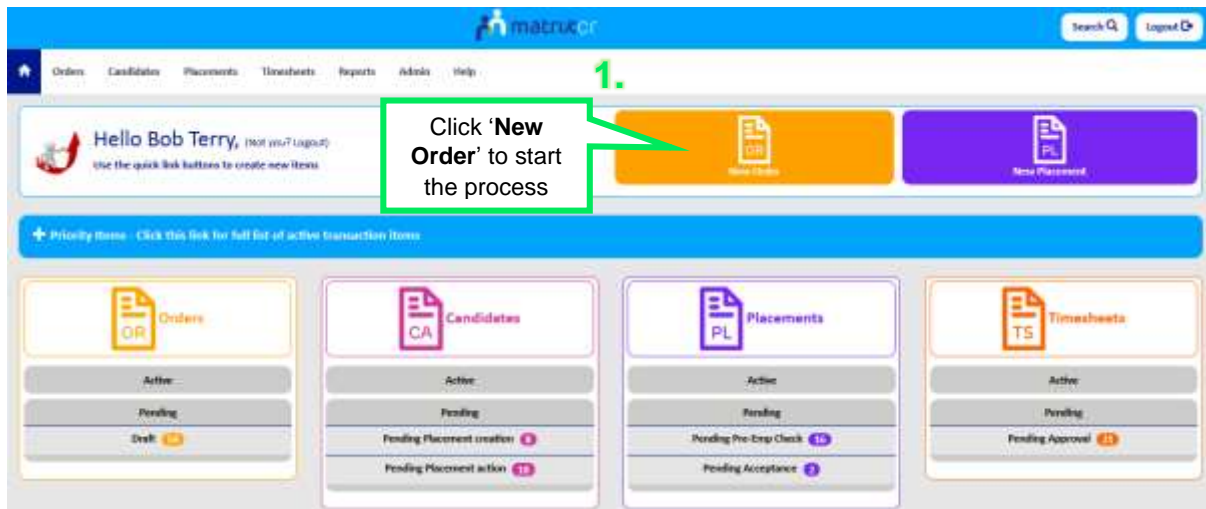 matrixcr
Search
Logout
Orders Candidates Placements Timesheets Reports Admin Help
1.
Hello Bob Terry, (Not you? Logout)
Use the quick link buttons to create new items
Click ‘New
Order’ to start
the process
OR
New Order
PL
New Placement
Priority Items - Click this link for full list of active transaction items
OR
Orders
Active
Pending
Draft
CA
Candidates
Active
Pending
Pending Placement creation
Pending Placement action
PL
Placements
Active
Pending
Pending Pre-Emp Check 16
Pending Acceptance 2
TS
Timesheets
Active
Pending
Pending Approval